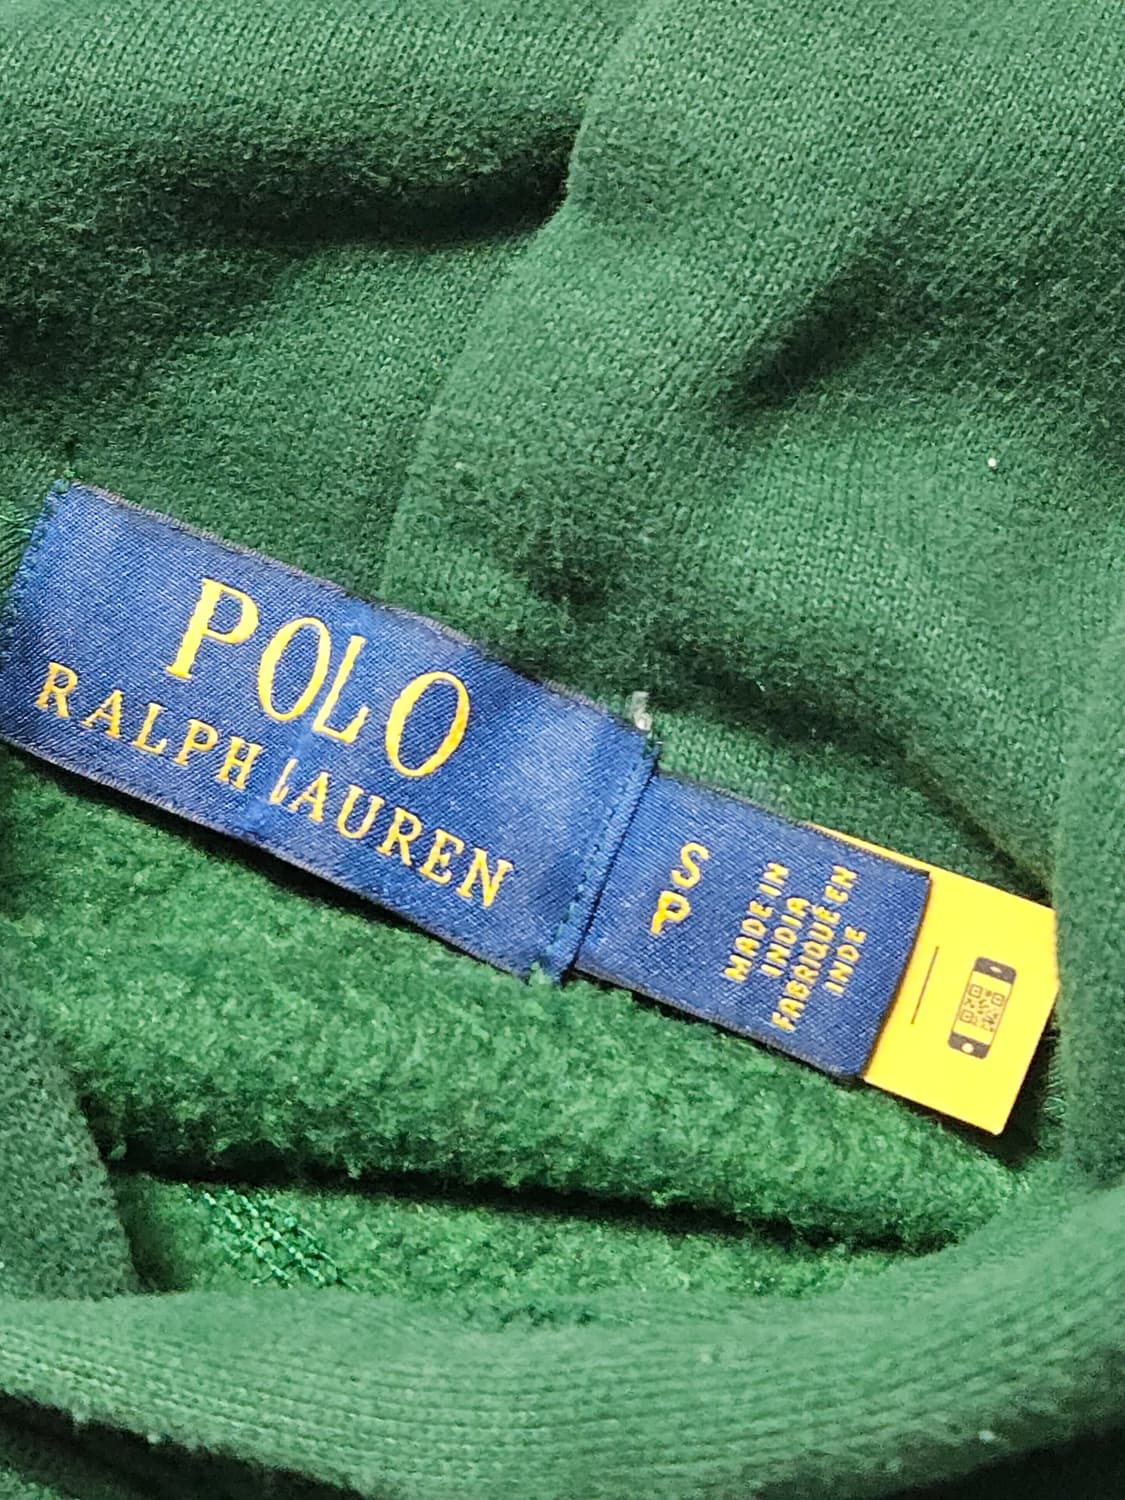 POLO
RALPH LAUREN
S
P
MADE IN
INDIA
FABRIQUÉ EN
INDE